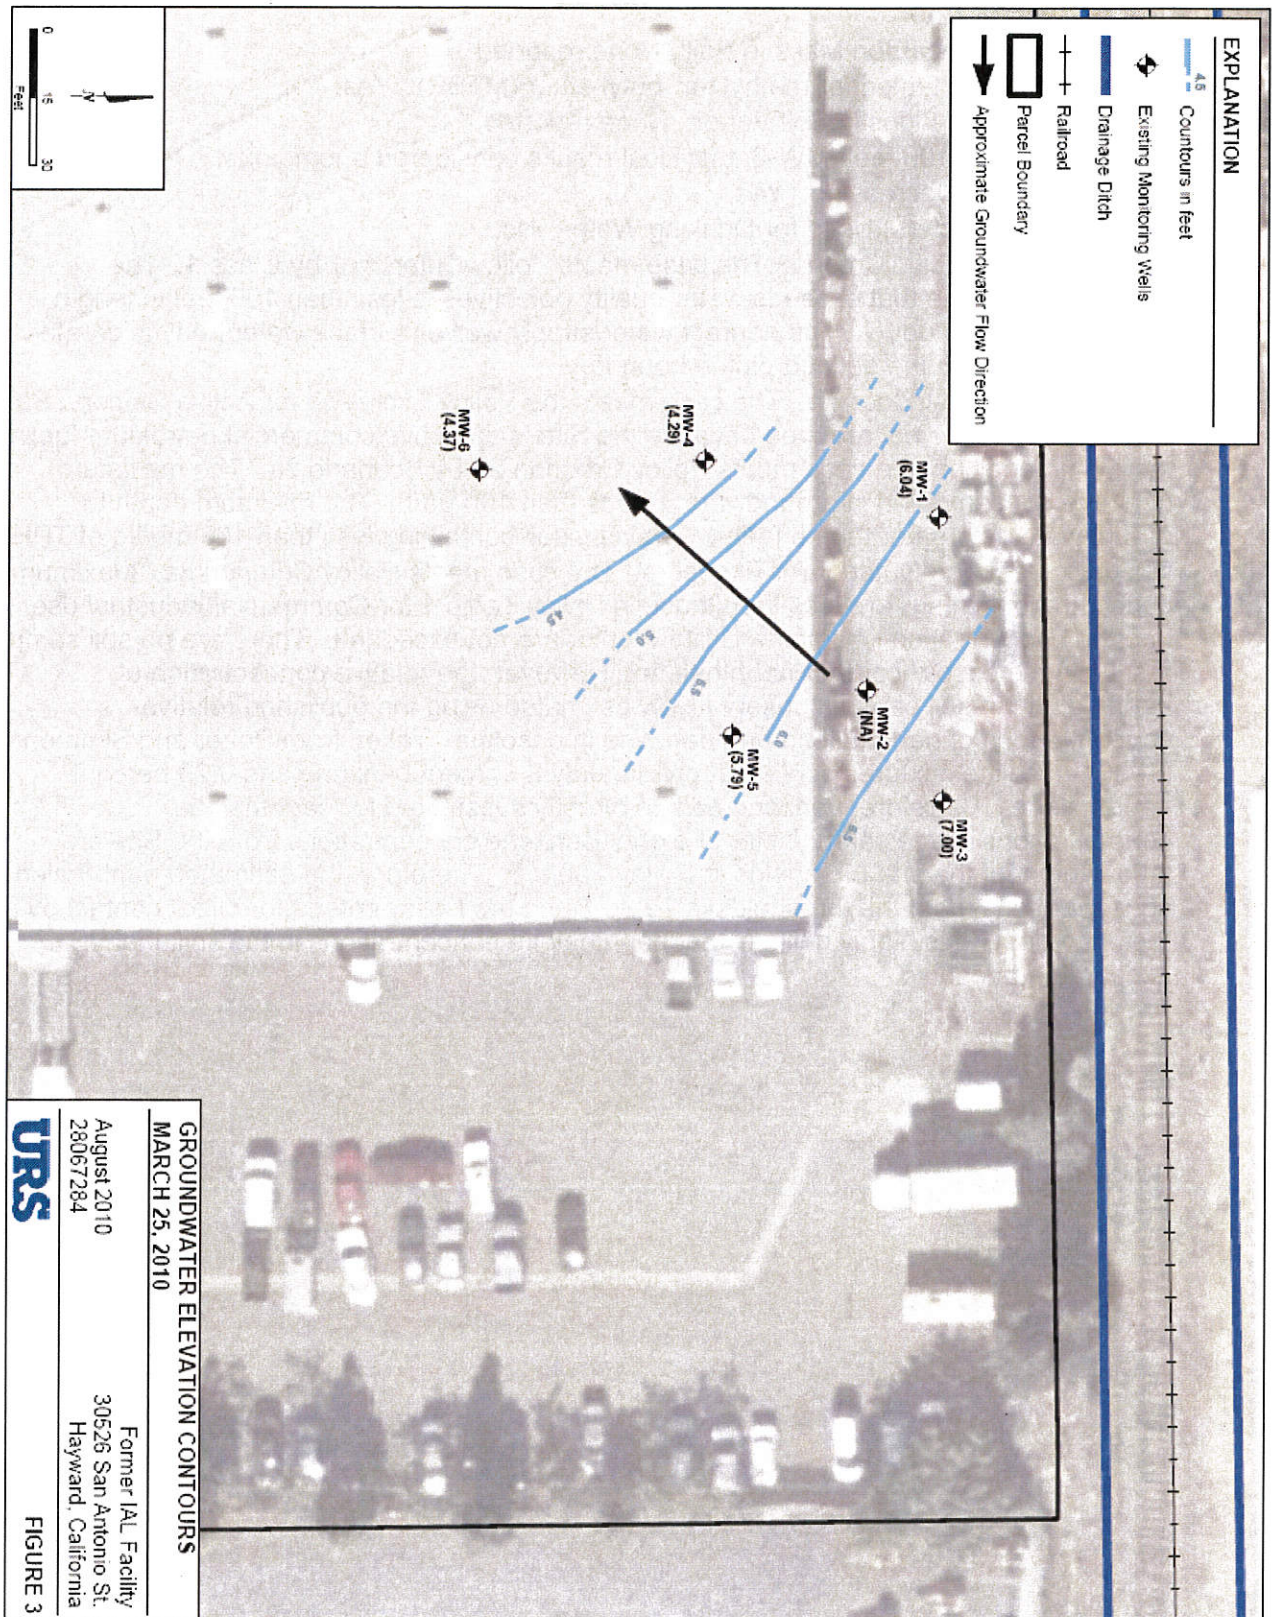 EXPLANATION
4.5
Countours in feet
Existing Monitoring Wells
Drainage Ditch
Railroad
Parcel Boundary
Approximate Groundwater Flow Direction
MW-1
(6.04)
MW-2
(NA)
MW-3
(7.00)
MW-4
(4.29)
MW-5
(5.79)
MW-6
(4.37)
6.5
6.0
5.5
5.0
4.5
N
0 15 30
Feet
GROUNDWATER ELEVATION CONTOURS
MARCH 25, 2010
August 2010
28067284
Former IAL Facility
30526 San Antonio St.
Hayward, California
URS
FIGURE 3